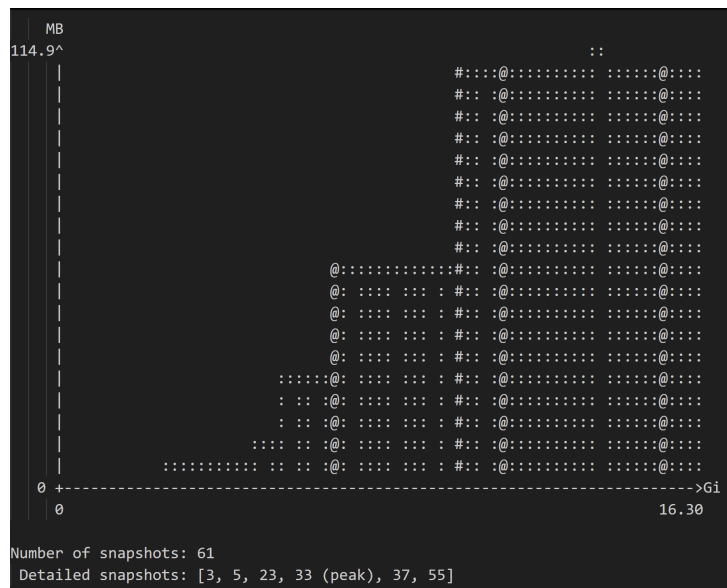 MB
114.9^                                                     ::
     |                                        #::::@:::::::::: ::::::@::::
     |                                        #:: :@:::::::::: ::::::@::::
     |                                        #:: :@:::::::::: ::::::@::::
     |                                        #:: :@:::::::::: ::::::@::::
     |                                        #:: :@:::::::::: ::::::@::::
     |                                        #:: :@:::::::::: ::::::@::::
     |                                        #:: :@:::::::::: ::::::@::::
     |                                        #:: :@:::::::::: ::::::@::::
     |                                        #:: :@:::::::::: ::::::@::::
     |                           @::::::::::::#:: :@:::::::::: ::::::@::::
     |                           @: :::: ::: : #:: :@:::::::::: ::::::@::::
     |                           @: :::: ::: : #:: :@:::::::::: ::::::@::::
     |                           @: :::: ::: : #:: :@:::::::::: ::::::@::::
     |                           @: :::: ::: : #:: :@:::::::::: ::::::@::::
     |                      :::::@: :::: ::: : #:: :@:::::::::: ::::::@::::
     |                      : :: :@: :::: ::: : #:: :@:::::::::: ::::::@::::
     |                      : :: :@: :::: ::: : #:: :@:::::::::: ::::::@::::
     |                   :::: :: :@: :::: ::: : #:: :@:::::::::: ::::::@::::
     |          ::::::::::: :: :: :@: :::: ::: : #:: :@:::::::::: ::::::@::::
0 +----------------------------------------------------------------------->Gi
0                                                                   16.30
Number of snapshots: 61
Detailed snapshots: [3, 5, 23, 33 (peak), 37, 55]